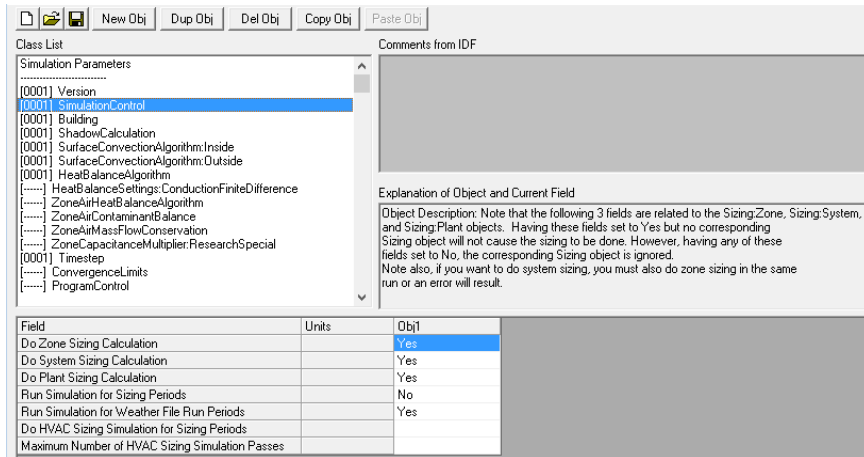 New Obj Dup Obj Del Obj Copy Obj Paste Obj
Class List
Comments from IDF
Simulation Parameters
--------------------------
[0001] Version
[0001] SimulationControl
[0001] Building
[0001] ShadowCalculation
[0001] SurfaceConvectionAlgorithm:Inside
[0001] SurfaceConvectionAlgorithm:Outside
[0001] HeatBalanceAlgorithm
[------] HeatBalanceSettings:ConductionFiniteDifference
[------] ZoneAirHeatBalanceAlgorithm
[------] ZoneAirContaminantBalance
[------] ZoneAirMassFlowConservation
[------] ZoneCapacitanceMultiplier:ResearchSpecial
[0001] Timestep
[------] ConvergenceLimits
[------] ProgramControl
Explanation of Object and Current Field
Object Description: Note that the following 3 fields are related to the Sizing:Zone, Sizing:System,
and Sizing:Plant objects. Having these fields set to Yes but no corresponding
Sizing object will not cause the sizing to be done. However, having any of these
fields set to No, the corresponding Sizing object is ignored.
Note also, if you want to do system sizing, you must also do zone sizing in the same
run or an error will result.
Field Units Obj1
Do Zone Sizing Calculation Yes
Do System Sizing Calculation Yes
Do Plant Sizing Calculation Yes
Run Simulation for Sizing Periods No
Run Simulation for Weather File Run Periods Yes
Do HVAC Sizing Simulation for Sizing Periods
Maximum Number of HVAC Sizing Simulation Passes